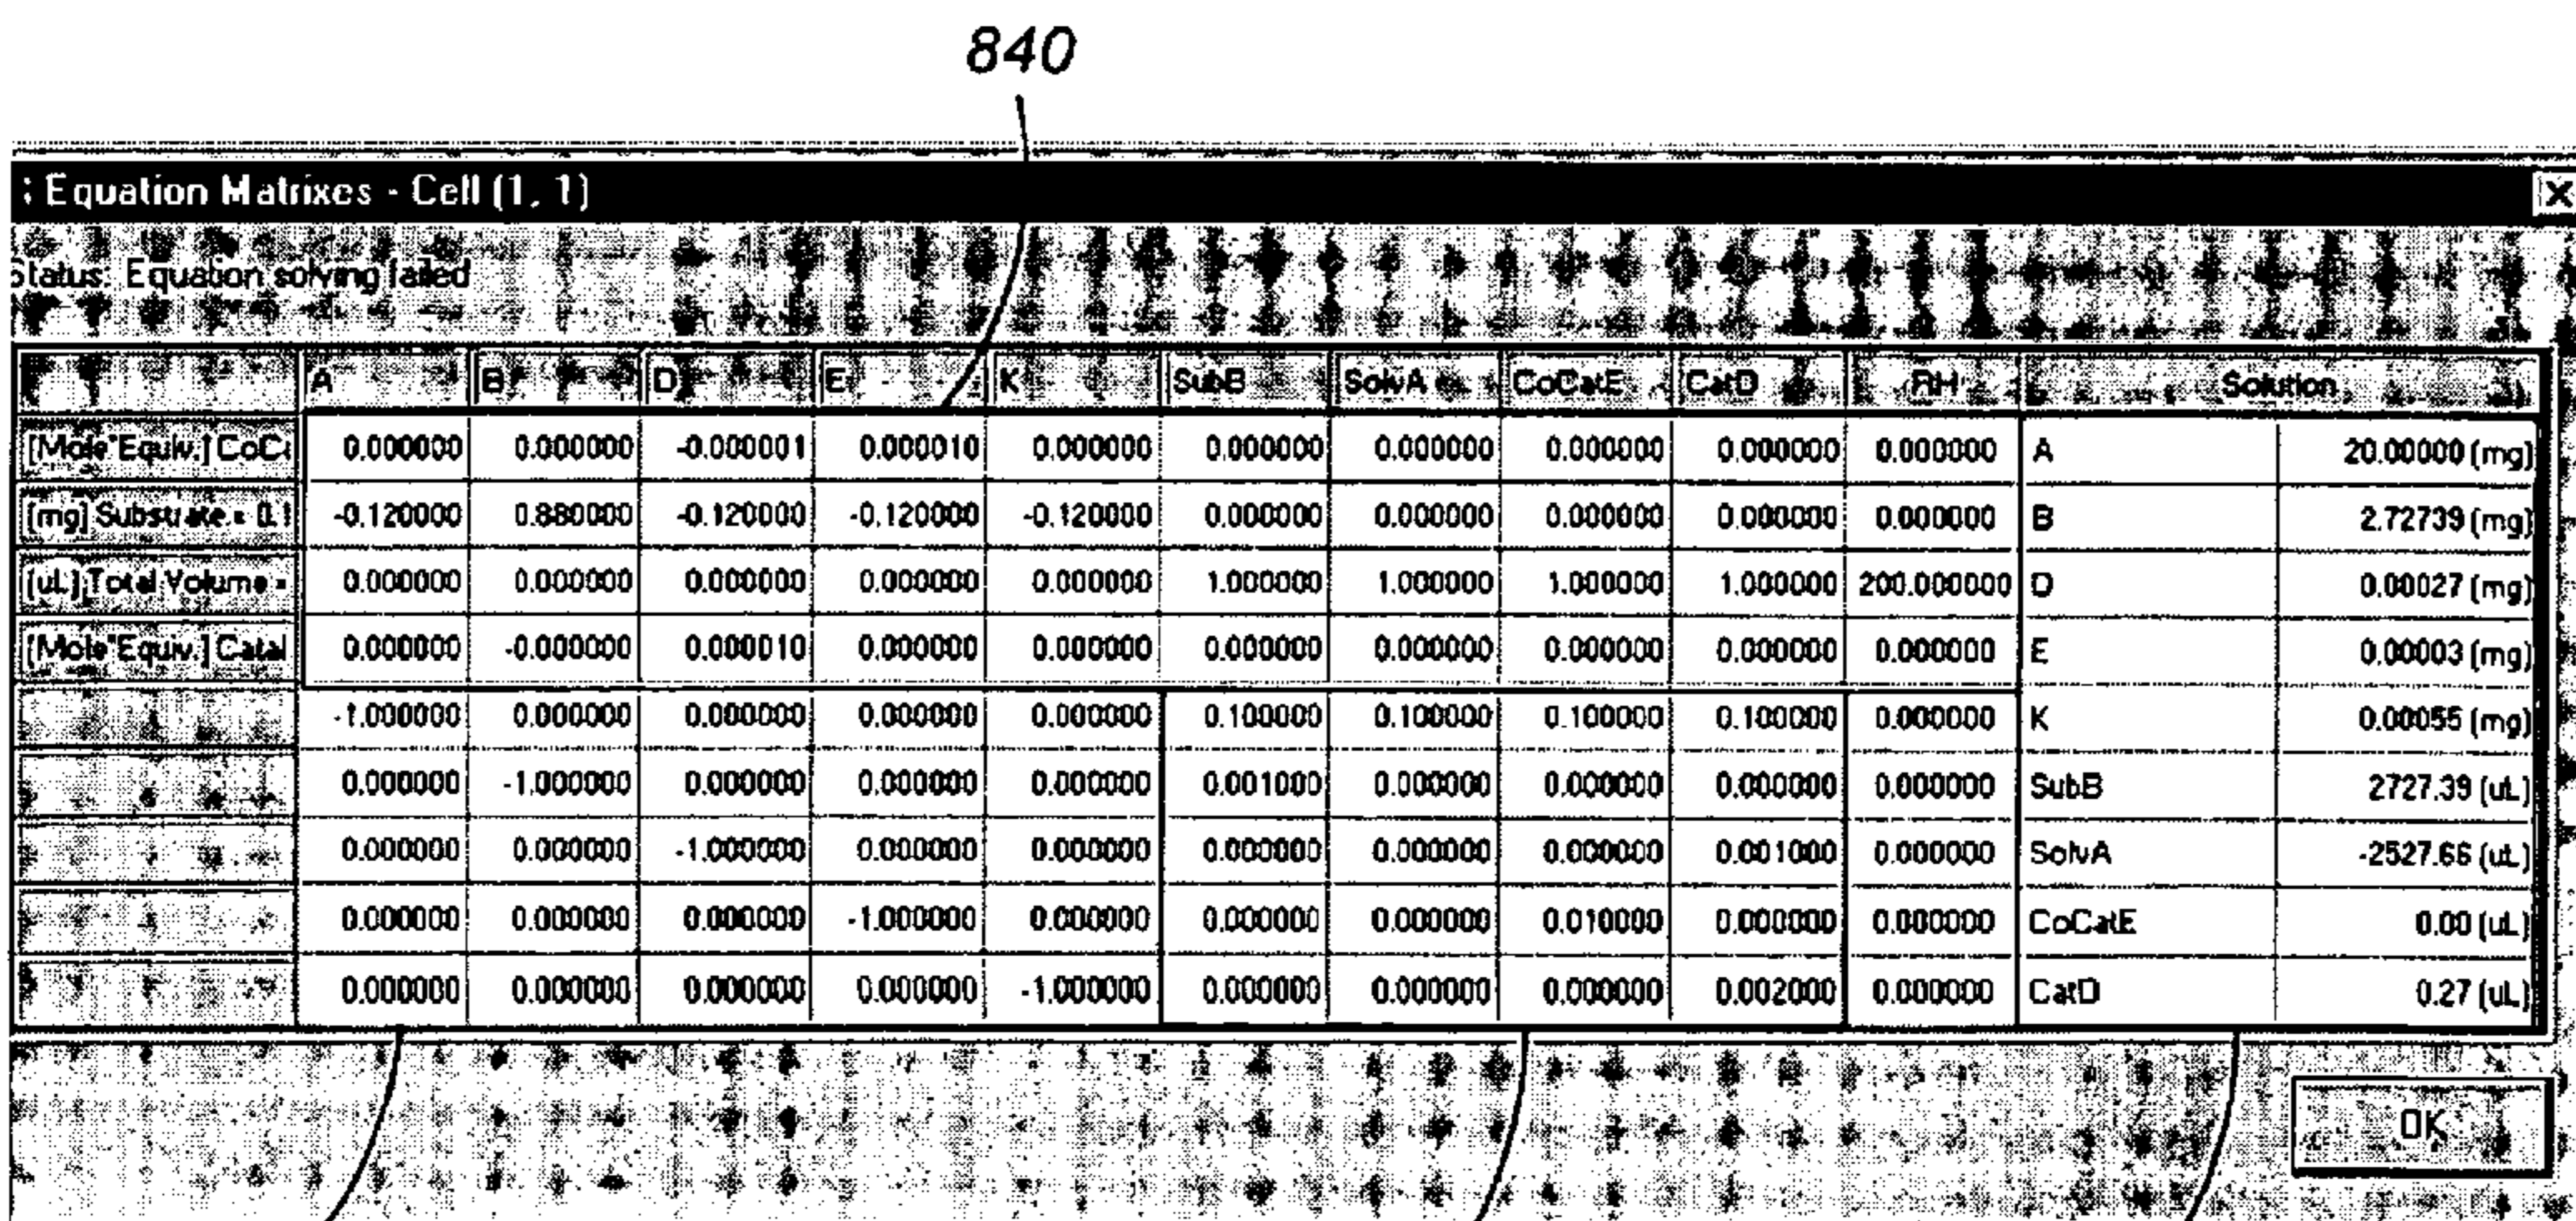 840
: Equation Matrixes - Cell (1, 1)
Status: Equation solving failed
A B D E K SubB SolvA CoCatE CatD RH Solution
[Mole Equiv.] CoCa 0.000000 0.000000 -0.000001 0.000010 0.000000 0.000000 0.000000 0.000000 0.000000 0.000000 A 20.00000 (mg)
[mg] Substrate = 0.1 -0.120000 0.880000 -0.120000 -0.120000 -0.120000 0.000000 0.000000 0.000000 0.000000 0.000000 B 2.72739 (mg)
[uL] Total Volume = 0.000000 0.000000 0.000000 0.000000 0.000000 1.000000 1.000000 1.000000 1.000000 200.000000 D 0.00027 (mg)
[Mole Equiv.] Catal 0.000000 -0.000000 0.000010 0.000000 0.000000 0.000000 0.000000 0.000000 0.000000 0.000000 E 0.00003 (mg)
-1.000000 0.000000 0.000000 0.000000 0.000000 0.100000 0.100000 0.100000 0.100000 0.000000 K 0.00055 (mg)
0.000000 -1.000000 0.000000 0.000000 0.000000 0.001000 0.000000 0.000000 0.000000 0.000000 SubB 2727.39 (uL)
0.000000 0.000000 -1.000000 0.000000 0.000000 0.000000 0.000000 0.000000 0.001000 0.000000 SolvA -2527.66 (uL)
0.000000 0.000000 0.000000 -1.000000 0.000000 0.000000 0.000000 0.010000 0.000000 0.000000 CoCatE 0.00 (uL)
0.000000 0.000000 0.000000 0.000000 -1.000000 0.000000 0.000000 0.000000 0.002000 0.000000 CatD 0.27 (uL)
OK